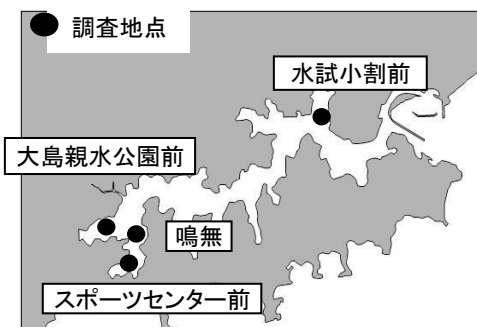 調査地点
水試小割前
大島親水公園前
鳴無
スポーツセンター前